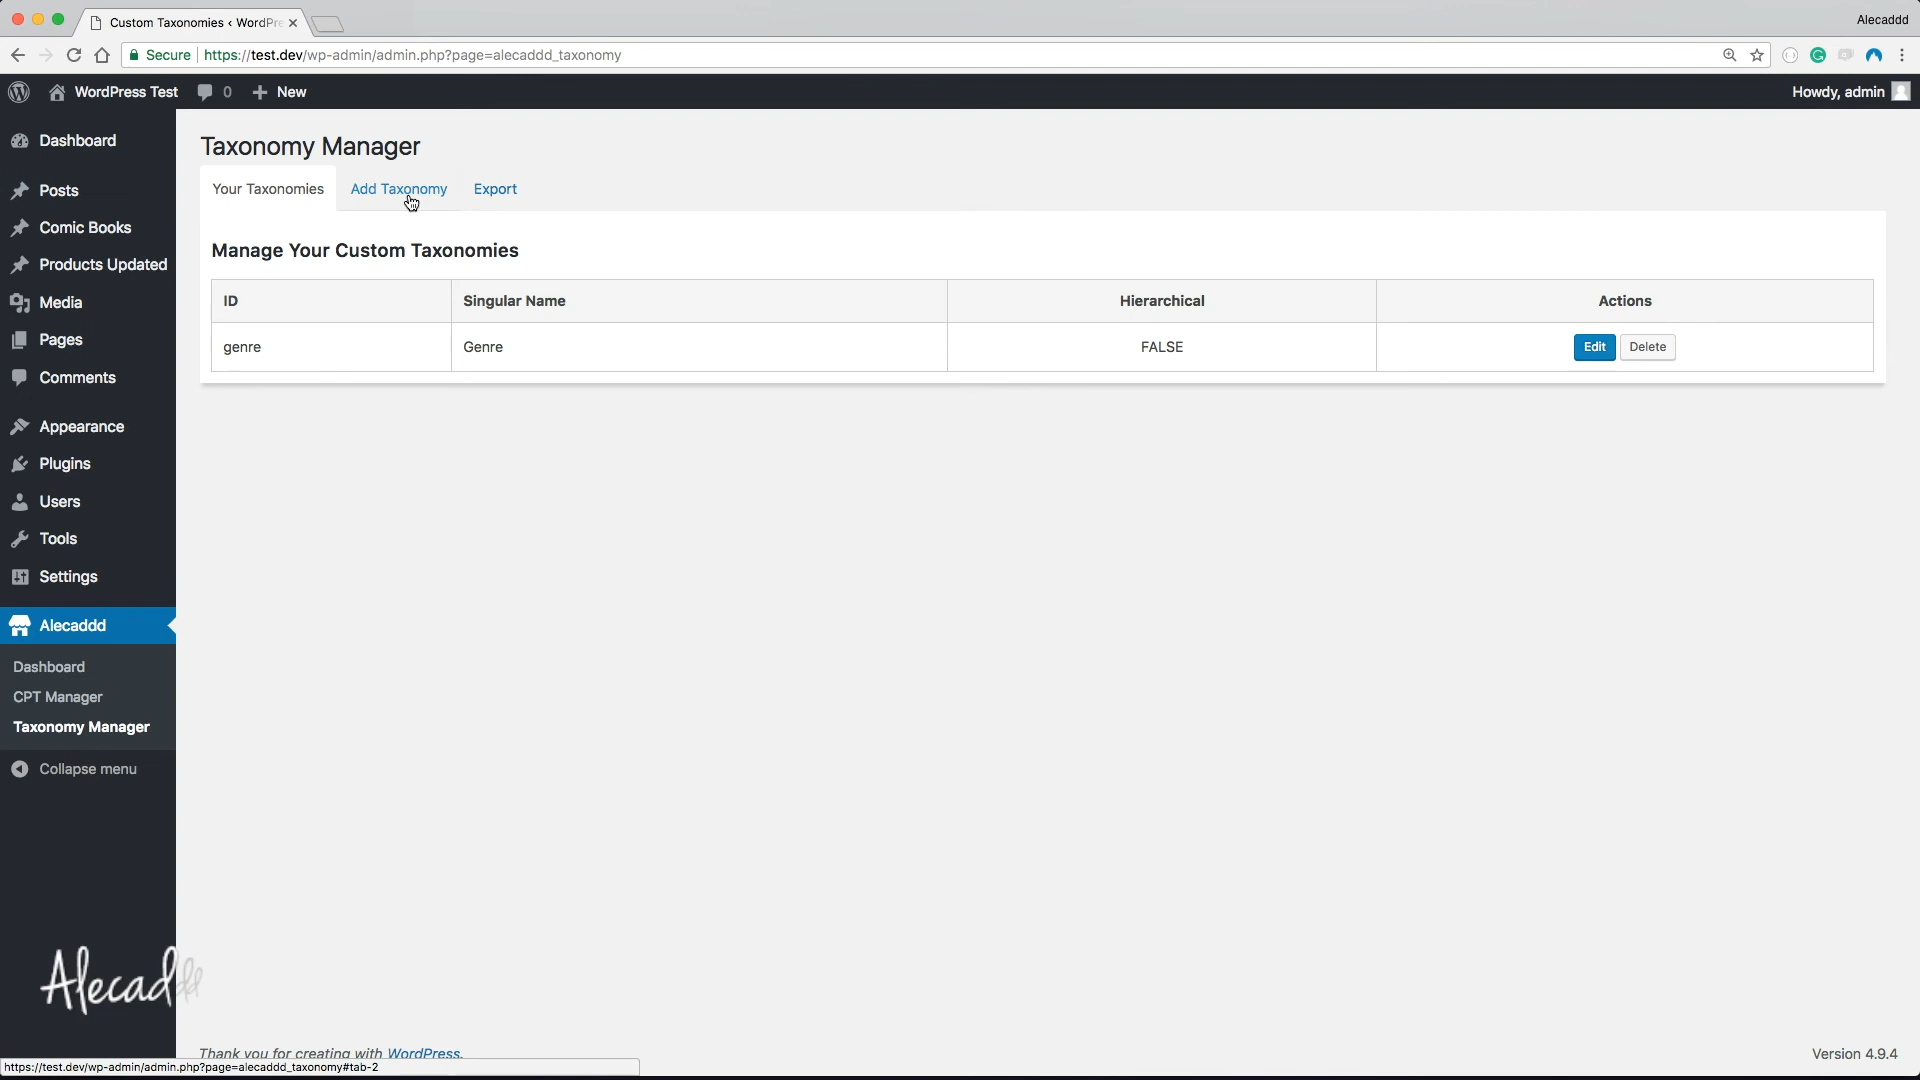 Custom Taxonomies ‹ WordPre
Alecaddd
Secure https://test.dev/wp-admin/admin.php?page=alecaddd_taxonomy
WordPress Test 0 + New
Howdy, admin
Dashboard
Posts
Comic Books
Products Updated
Media
Pages
Comments
Appearance
Plugins
Users
Tools
Settings
Alecaddd
Dashboard
CPT Manager
Taxonomy Manager
Collapse menu
Taxonomy Manager
Your Taxonomies Add Taxonomy Export
Manage Your Custom Taxonomies
ID Singular Name Hierarchical Actions
genre Genre FALSE Edit Delete
Alecaddd
Thank you for creating with WordPress.
Version 4.9.4
https://test.dev/wp-admin/admin.php?page=alecaddd_taxonomy#tab-2